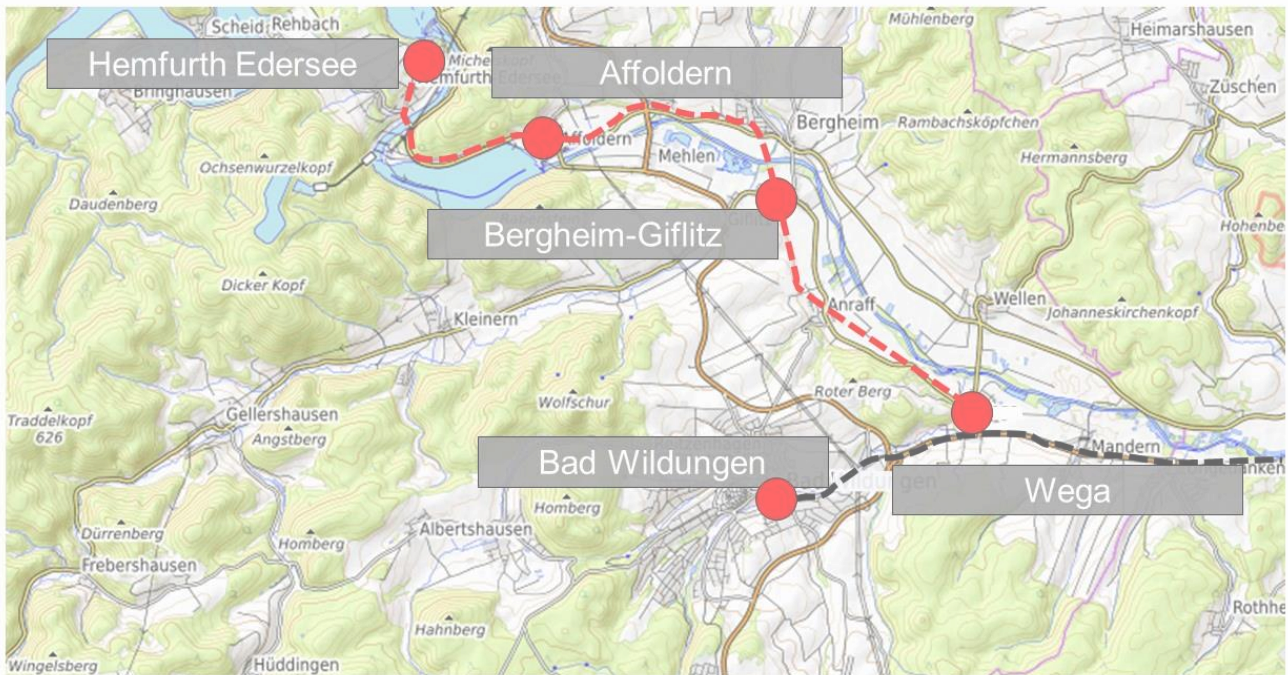 Scheid
Rehbach
Mühlenberg
Heimarshausen
Hemfurth Edersee
Affoldern
Bringhausen
Züschen
Bergheim
Rambachsköpfchen
Ochsenwurzelkopf
Mehlen
Hermannsberg
Daudenberg
Bergheim-Giflitz
Dicker Kopf
Wellen
Anraff
Johanneskirchenkopf
Kleinern
Roter Berg
Wolfschur
Traddelkopf
626
Gellershausen
Angstberg
Mandern
Bad Wildungen
Wega
Homberg
Dürrenberg
Homberg
Albertshausen
Frebershausen
Hahnberg
Wingelsberg
Hüddingen